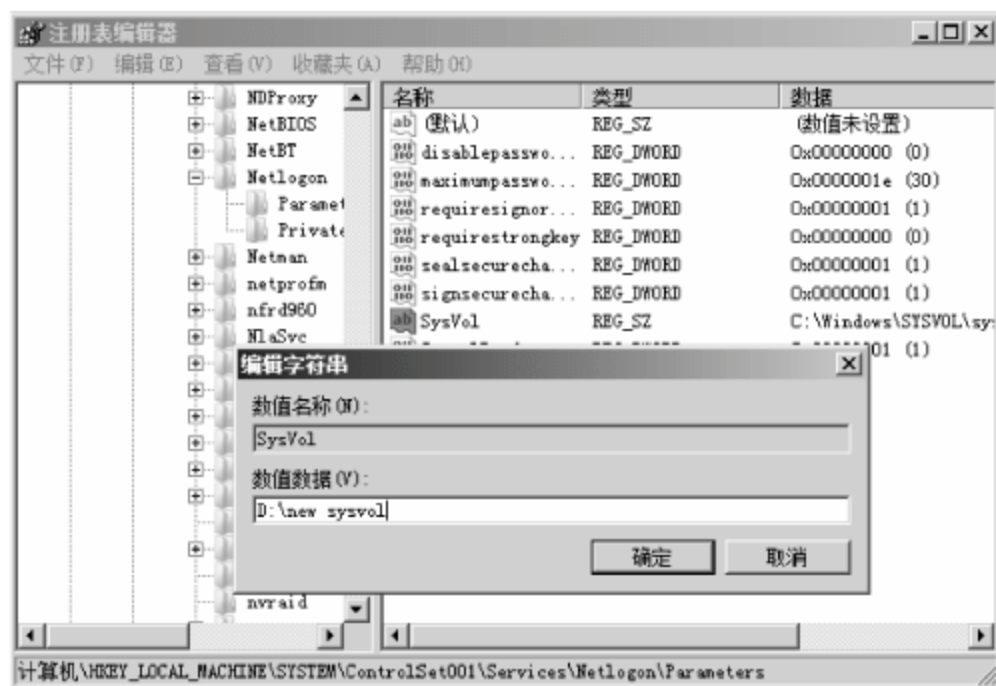 注册表编辑器
文件(F) 编辑(E) 查看(V) 收藏夹(A) 帮助(H)
NDProxy
NetBIOS
NetBT
Netlogon
Paramet
Private
Netman
netprofm
nfrd960
NlaSvc
nvraid
名称 类型 数据
(默认) REG_SZ (数值未设置)
disablepasswo... REG_DWORD 0x00000000 (0)
maximumpasswo... REG_DWORD 0x0000001e (30)
requiresignor... REG_DWORD 0x00000001 (1)
requirestrongkey REG_DWORD 0x00000000 (0)
sealsecurecha... REG_DWORD 0x00000001 (1)
signsecurecha... REG_DWORD 0x00000001 (1)
SysVol REG_SZ C:\Windows\SYSVOL\sys
01 (1)
编辑字符串
数值名称(N):
SysVol
数值数据(V):
D:\new sysvol
确定 取消
计算机\HKEY_LOCAL_MACHINE\SYSTEM\ControlSet001\Services\Netlogon\Parameters